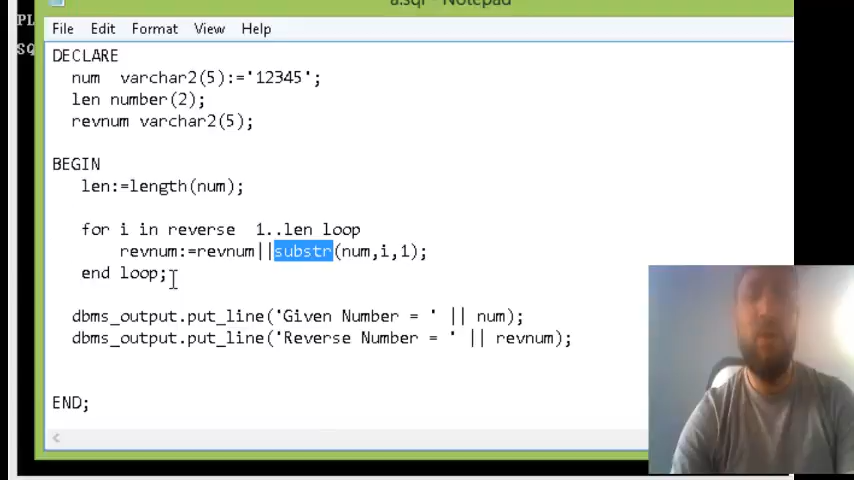 a.sql - Notepad
PL
SQ
File Edit Format View Help
DECLARE
num varchar2(5):='12345';
len number(2);
revnum varchar2(5);
BEGIN
len:=length(num);
for i in reverse 1..len loop
revnum:=revnum||substr(num,i,1);
end loop;
dbms_output.put_line('Given Number = ' || num);
dbms_output.put_line('Reverse Number = ' || revnum);
END;